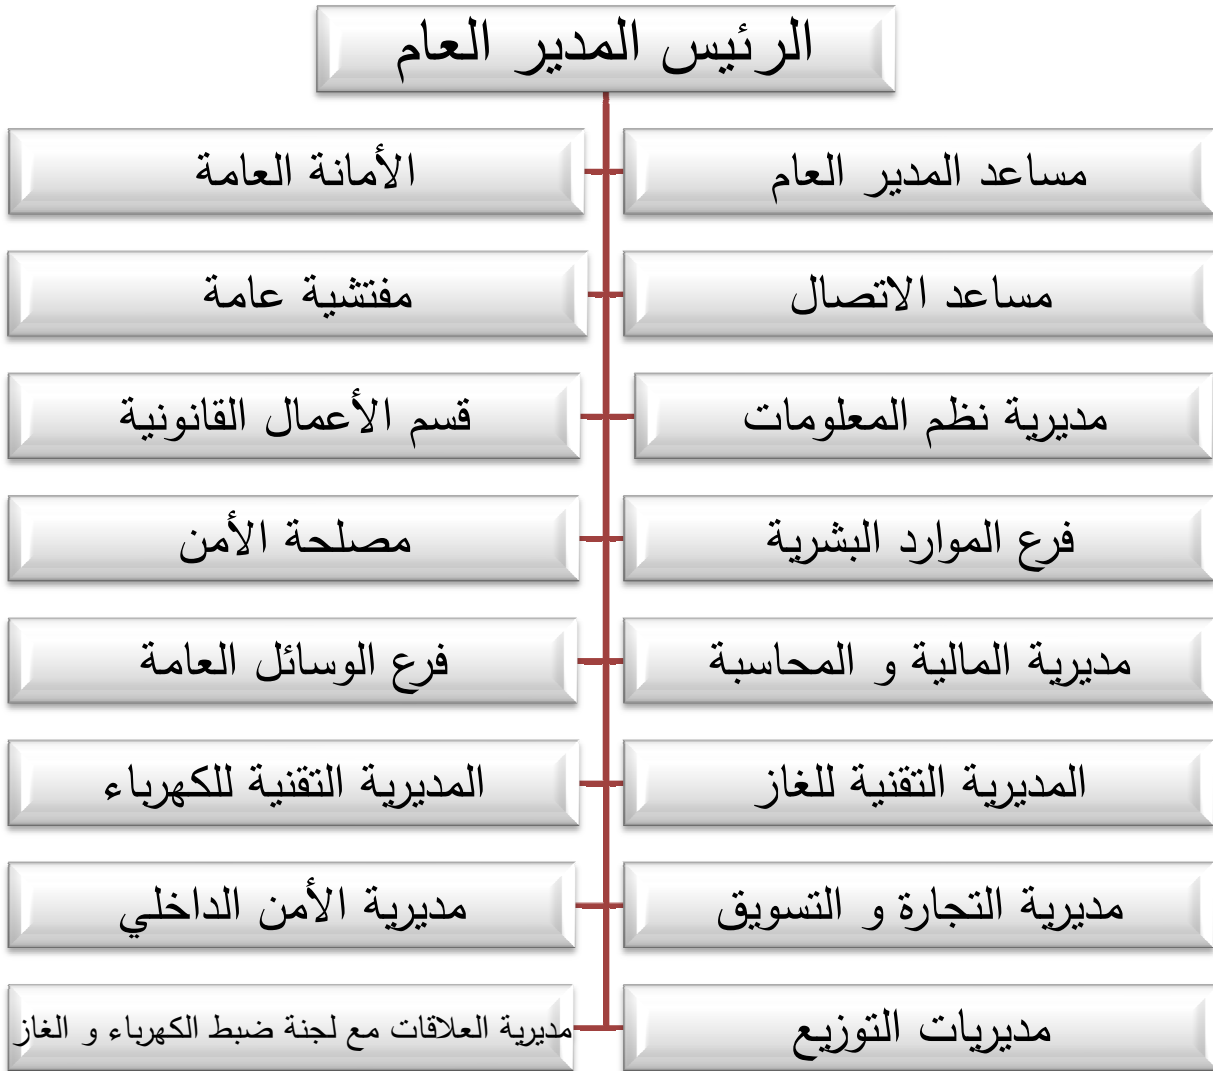 الرئيس المدير العام
مساعد المدير العام
الأمانة العامة
مساعد الاتصال
مفتشية عامة
مديرية نظم المعلومات
قسم الأعمال القانونية
فرع الموارد البشرية
مصلحة الأمن
مديرية المالية و المحاسبة
فرع الوسائل العامة
المديرية التقنية للغاز
المديرية التقنية للكهرباء
مديرية التجارة و التسويق
مديرية الأمن الداخلي
مديريات التوزيع
مديرية العلاقات مع لجنة ضبط الكهرباء و الغاز